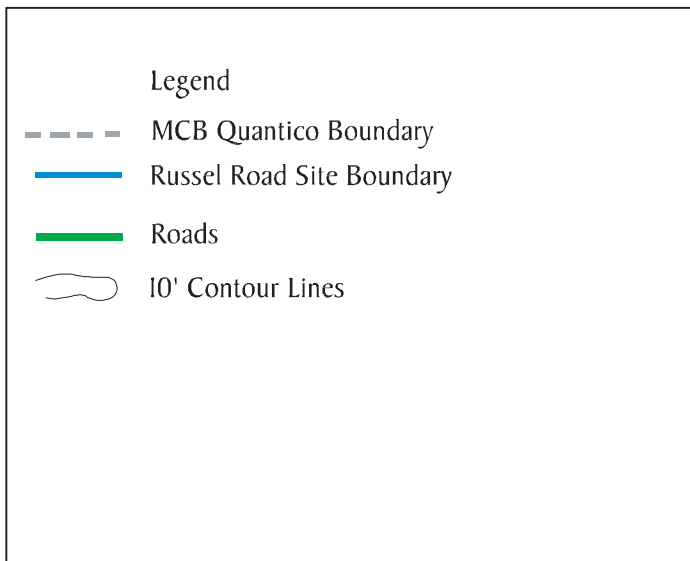 Legend
MCB Quantico Boundary
Russel Road Site Boundary
Roads
10' Contour Lines